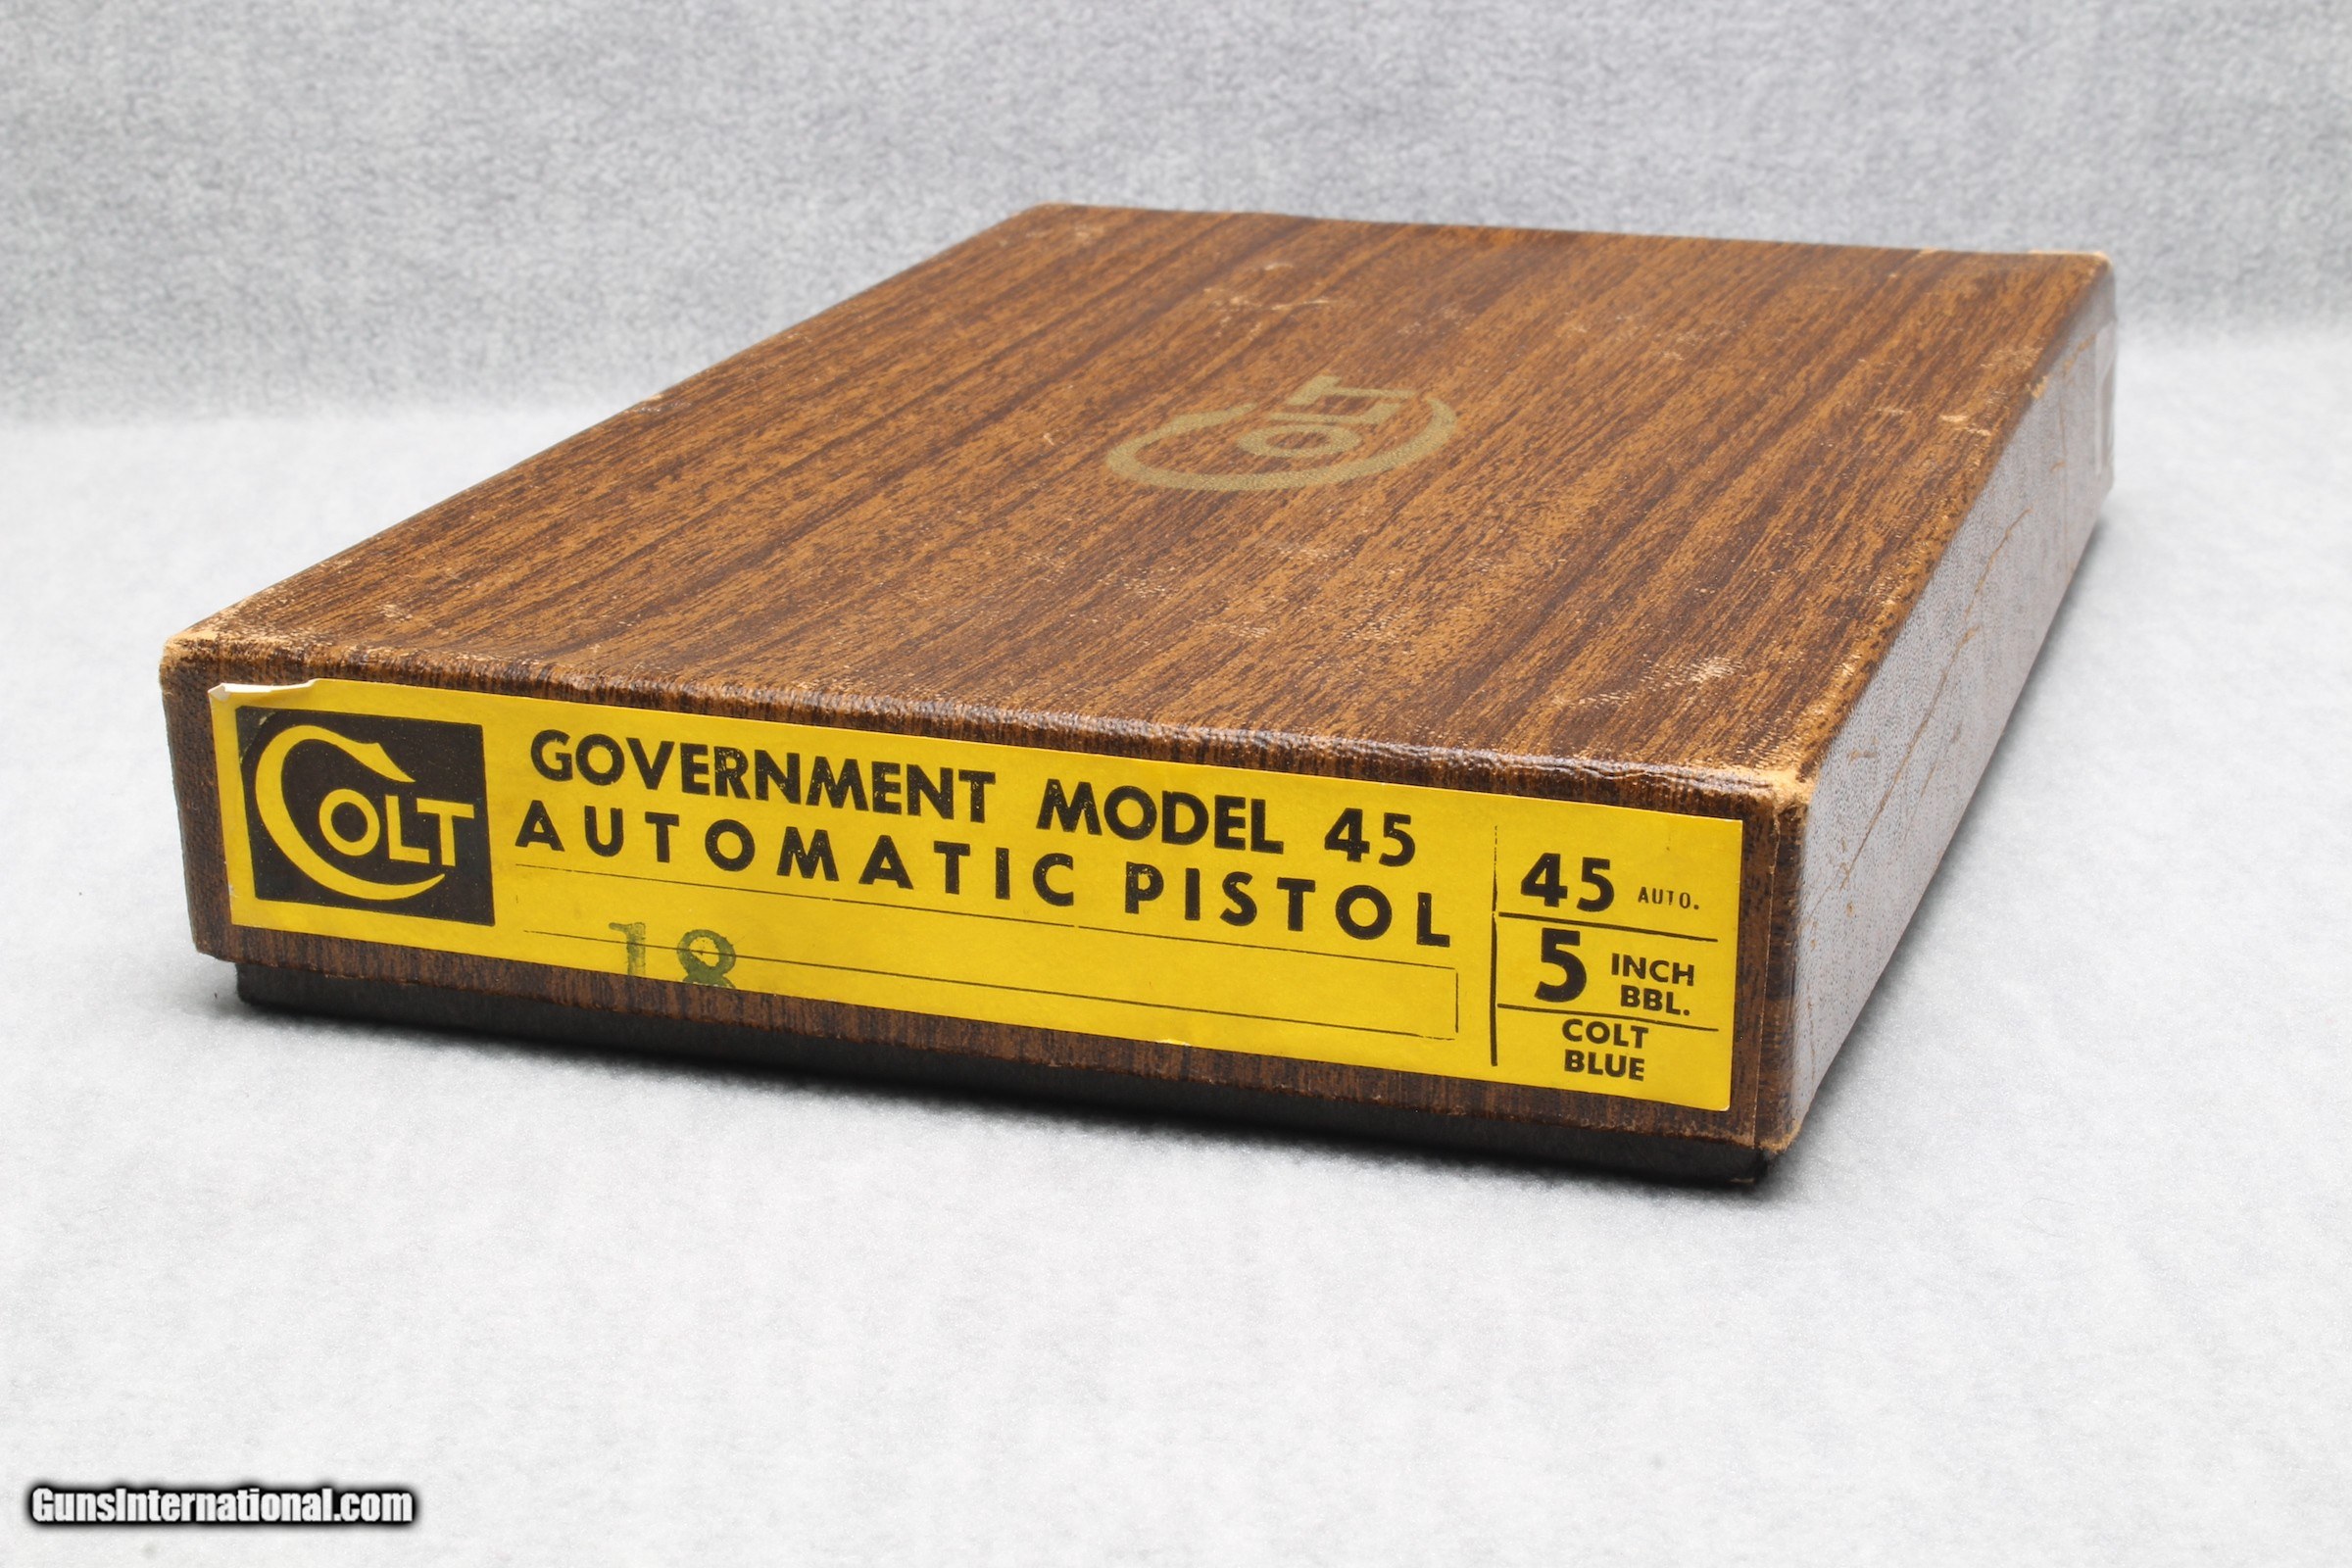 COLT
COLT
GOVERNMENT MODEL 45
AUTOMATIC PISTOL
18
45 AUTO.
5 INCH
BBL.
COLT
BLUE
GunsInternational.com